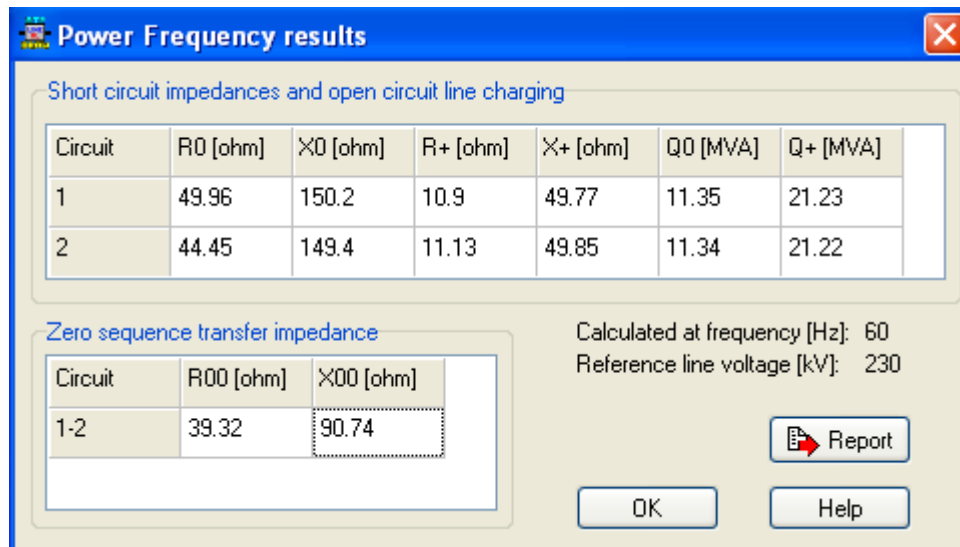 Power Frequency results
Short circuit impedances and open circuit line charging
Circuit R0 [ohm] X0 [ohm] R+ [ohm] X+ [ohm] Q0 [MVA] Q+ [MVA]
1 49.96 150.2 10.9 49.77 11.35 21.23
2 44.45 149.4 11.13 49.85 11.34 21.22
Zero sequence transfer impedance
Circuit R00 [ohm] X00 [ohm]
1-2 39.32 90.74
Calculated at frequency [Hz]: 60
Reference line voltage [kV]: 230
Report
OK Help